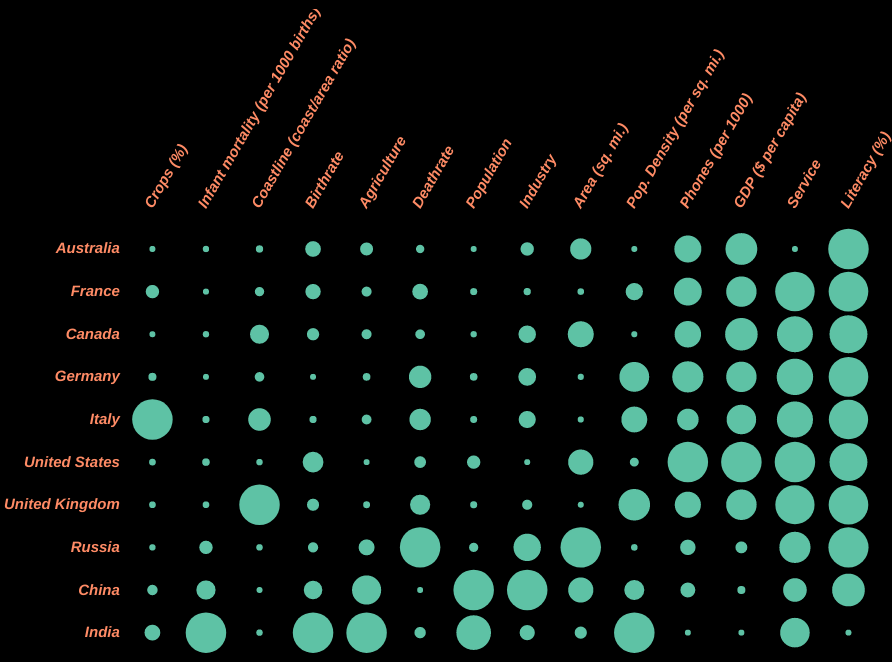 Crops (%)
Infant mortality (per 1000 births)
Coastline (coast/area ratio)
Birthrate
Agriculture
Deathrate
Population
Industry
Area (sq. mi.)
Pop. Density (per sq. mi.)
Phones (per 1000)
GDP ($ per capita)
Service
Literacy (%)
Australia
France
Canada
Germany
Italy
United States
United Kingdom
Russia
China
India